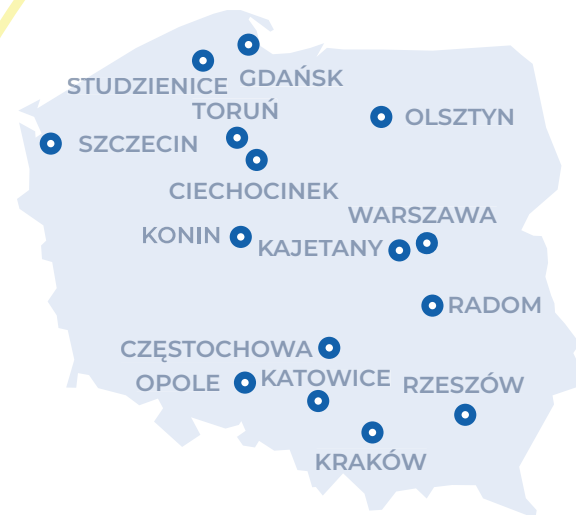 GDAŃSK
STUDZIENICE
TORUŃ
OLSZTYN
SZCZECIN
CIECHOCINEK
WARSZAWA
KONIN
KAJETANY
RADOM
CZĘSTOCHOWA
OPOLE
KATOWICE
RZESZÓW
KRAKÓW